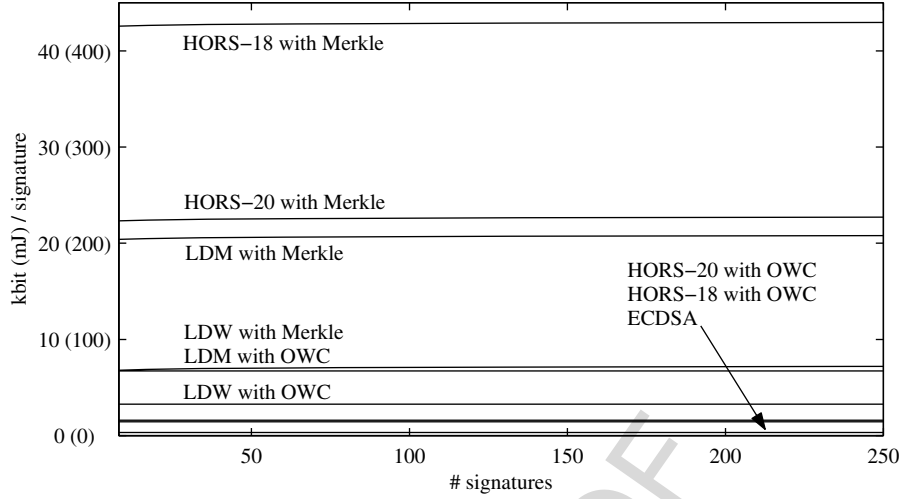 40 (400)
HORS−18 with Merkle
30 (300)
kbit (mJ) / signature
HORS−20 with Merkle
20 (200)
LDM with Merkle
HORS−20 with OWC
HORS−18 with OWC
ECDSA
LDW with Merkle
10 (100)
LDM with OWC
LDW with OWC
0 (0)
50
100
150
200
250
# signatures